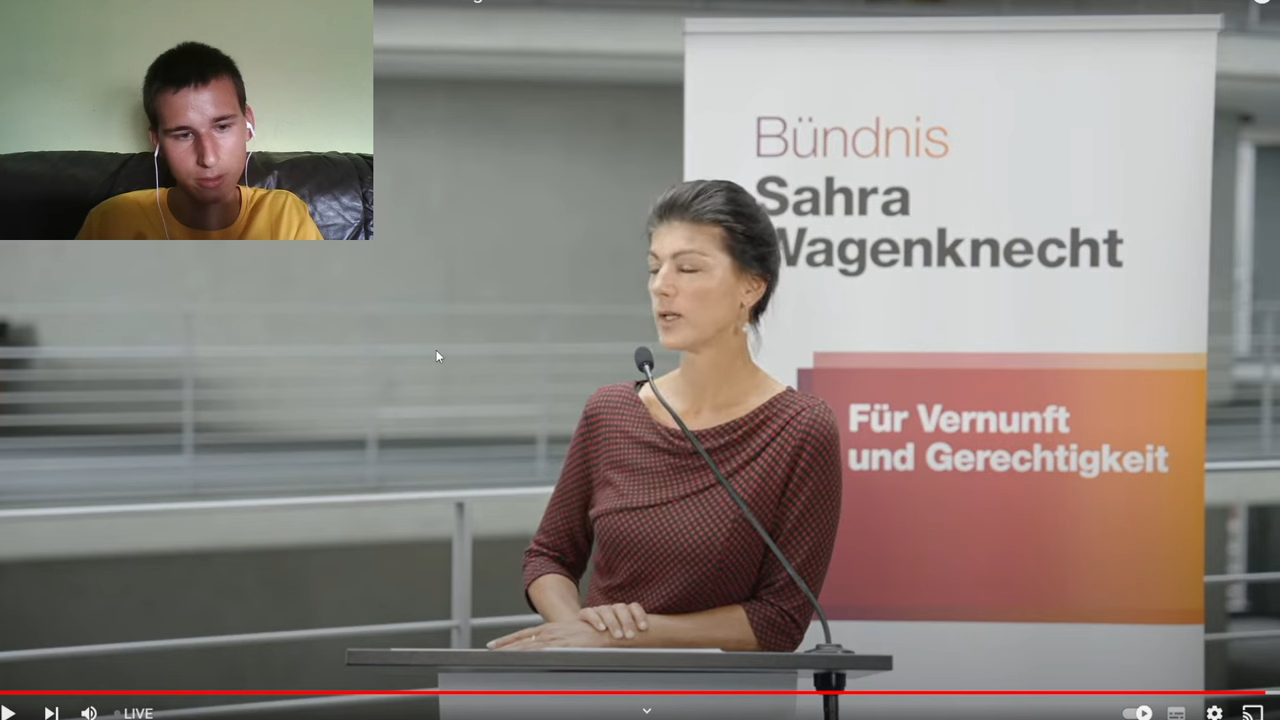 Bündnis
Sahra
Wagenknecht
Für Vernunft
und Gerechtigkeit
LIVE